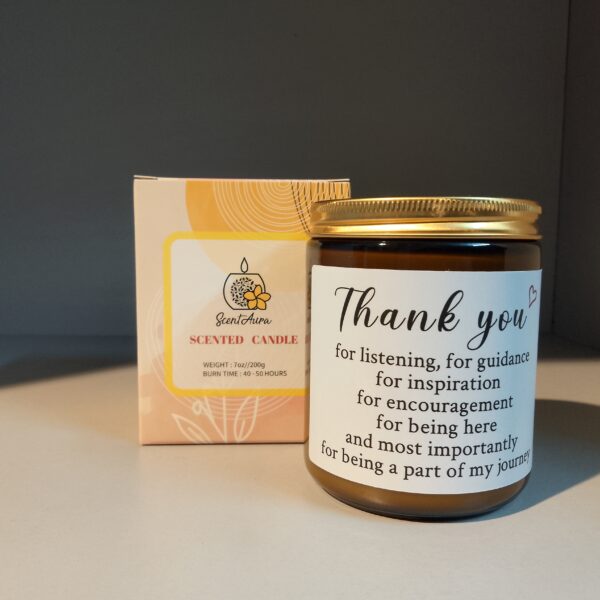 ScentAura
SCENTED CANDLE
WEIGHT : 7oz//200g
BURN TIME : 40 - 50 HOURS
Thank you
for listening, for guidance
for inspiration
for encouragement
for being here
and most importantly
for being a part of my journey